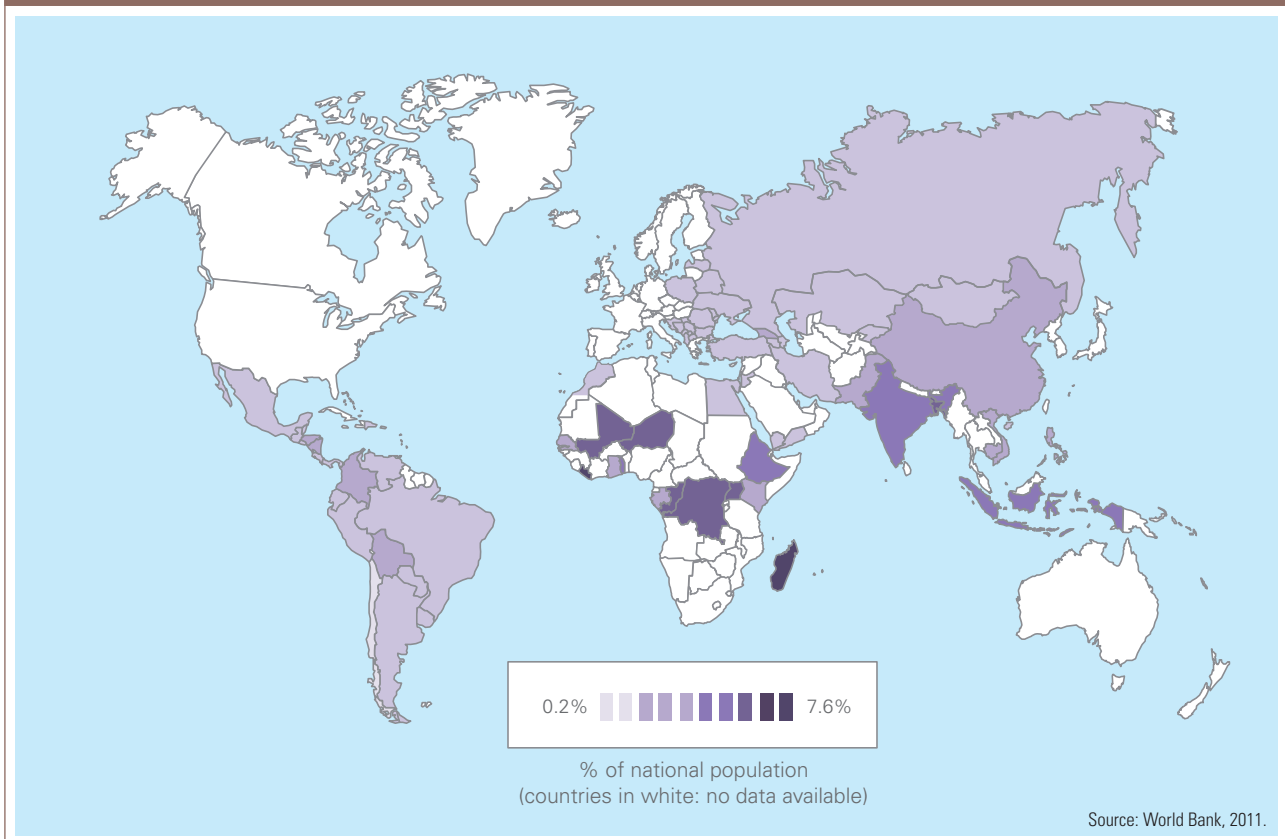 0.2% 7.6%
% of national population
(countries in white: no data available)
Source: World Bank, 2011.